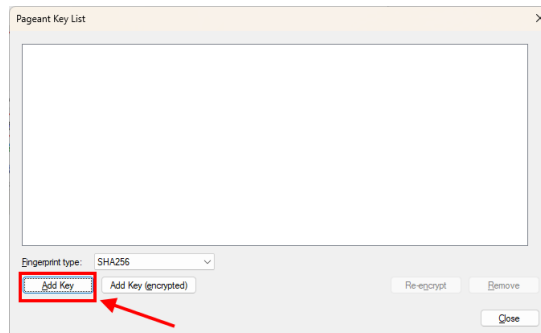 Pageant Key List
Fingerprint type: SHA256
Add Key Add Key (encrypted) Re-encrypt Remove
Close